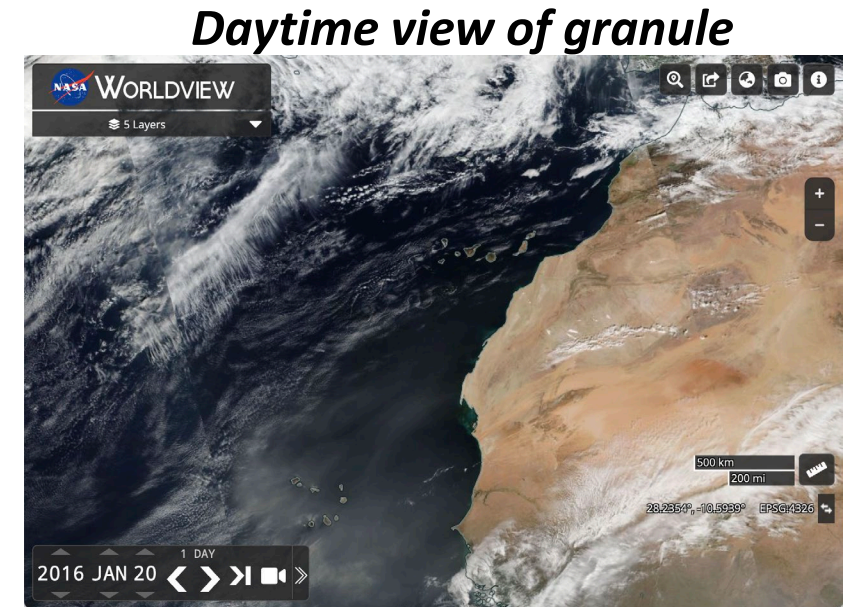 Daytime view of granule
NASA WORLDVIEW
5 Layers
+
−
500 km
200 mi
28.2354°, -10.5939° EPSG:4326
1 DAY
2016 JAN 20